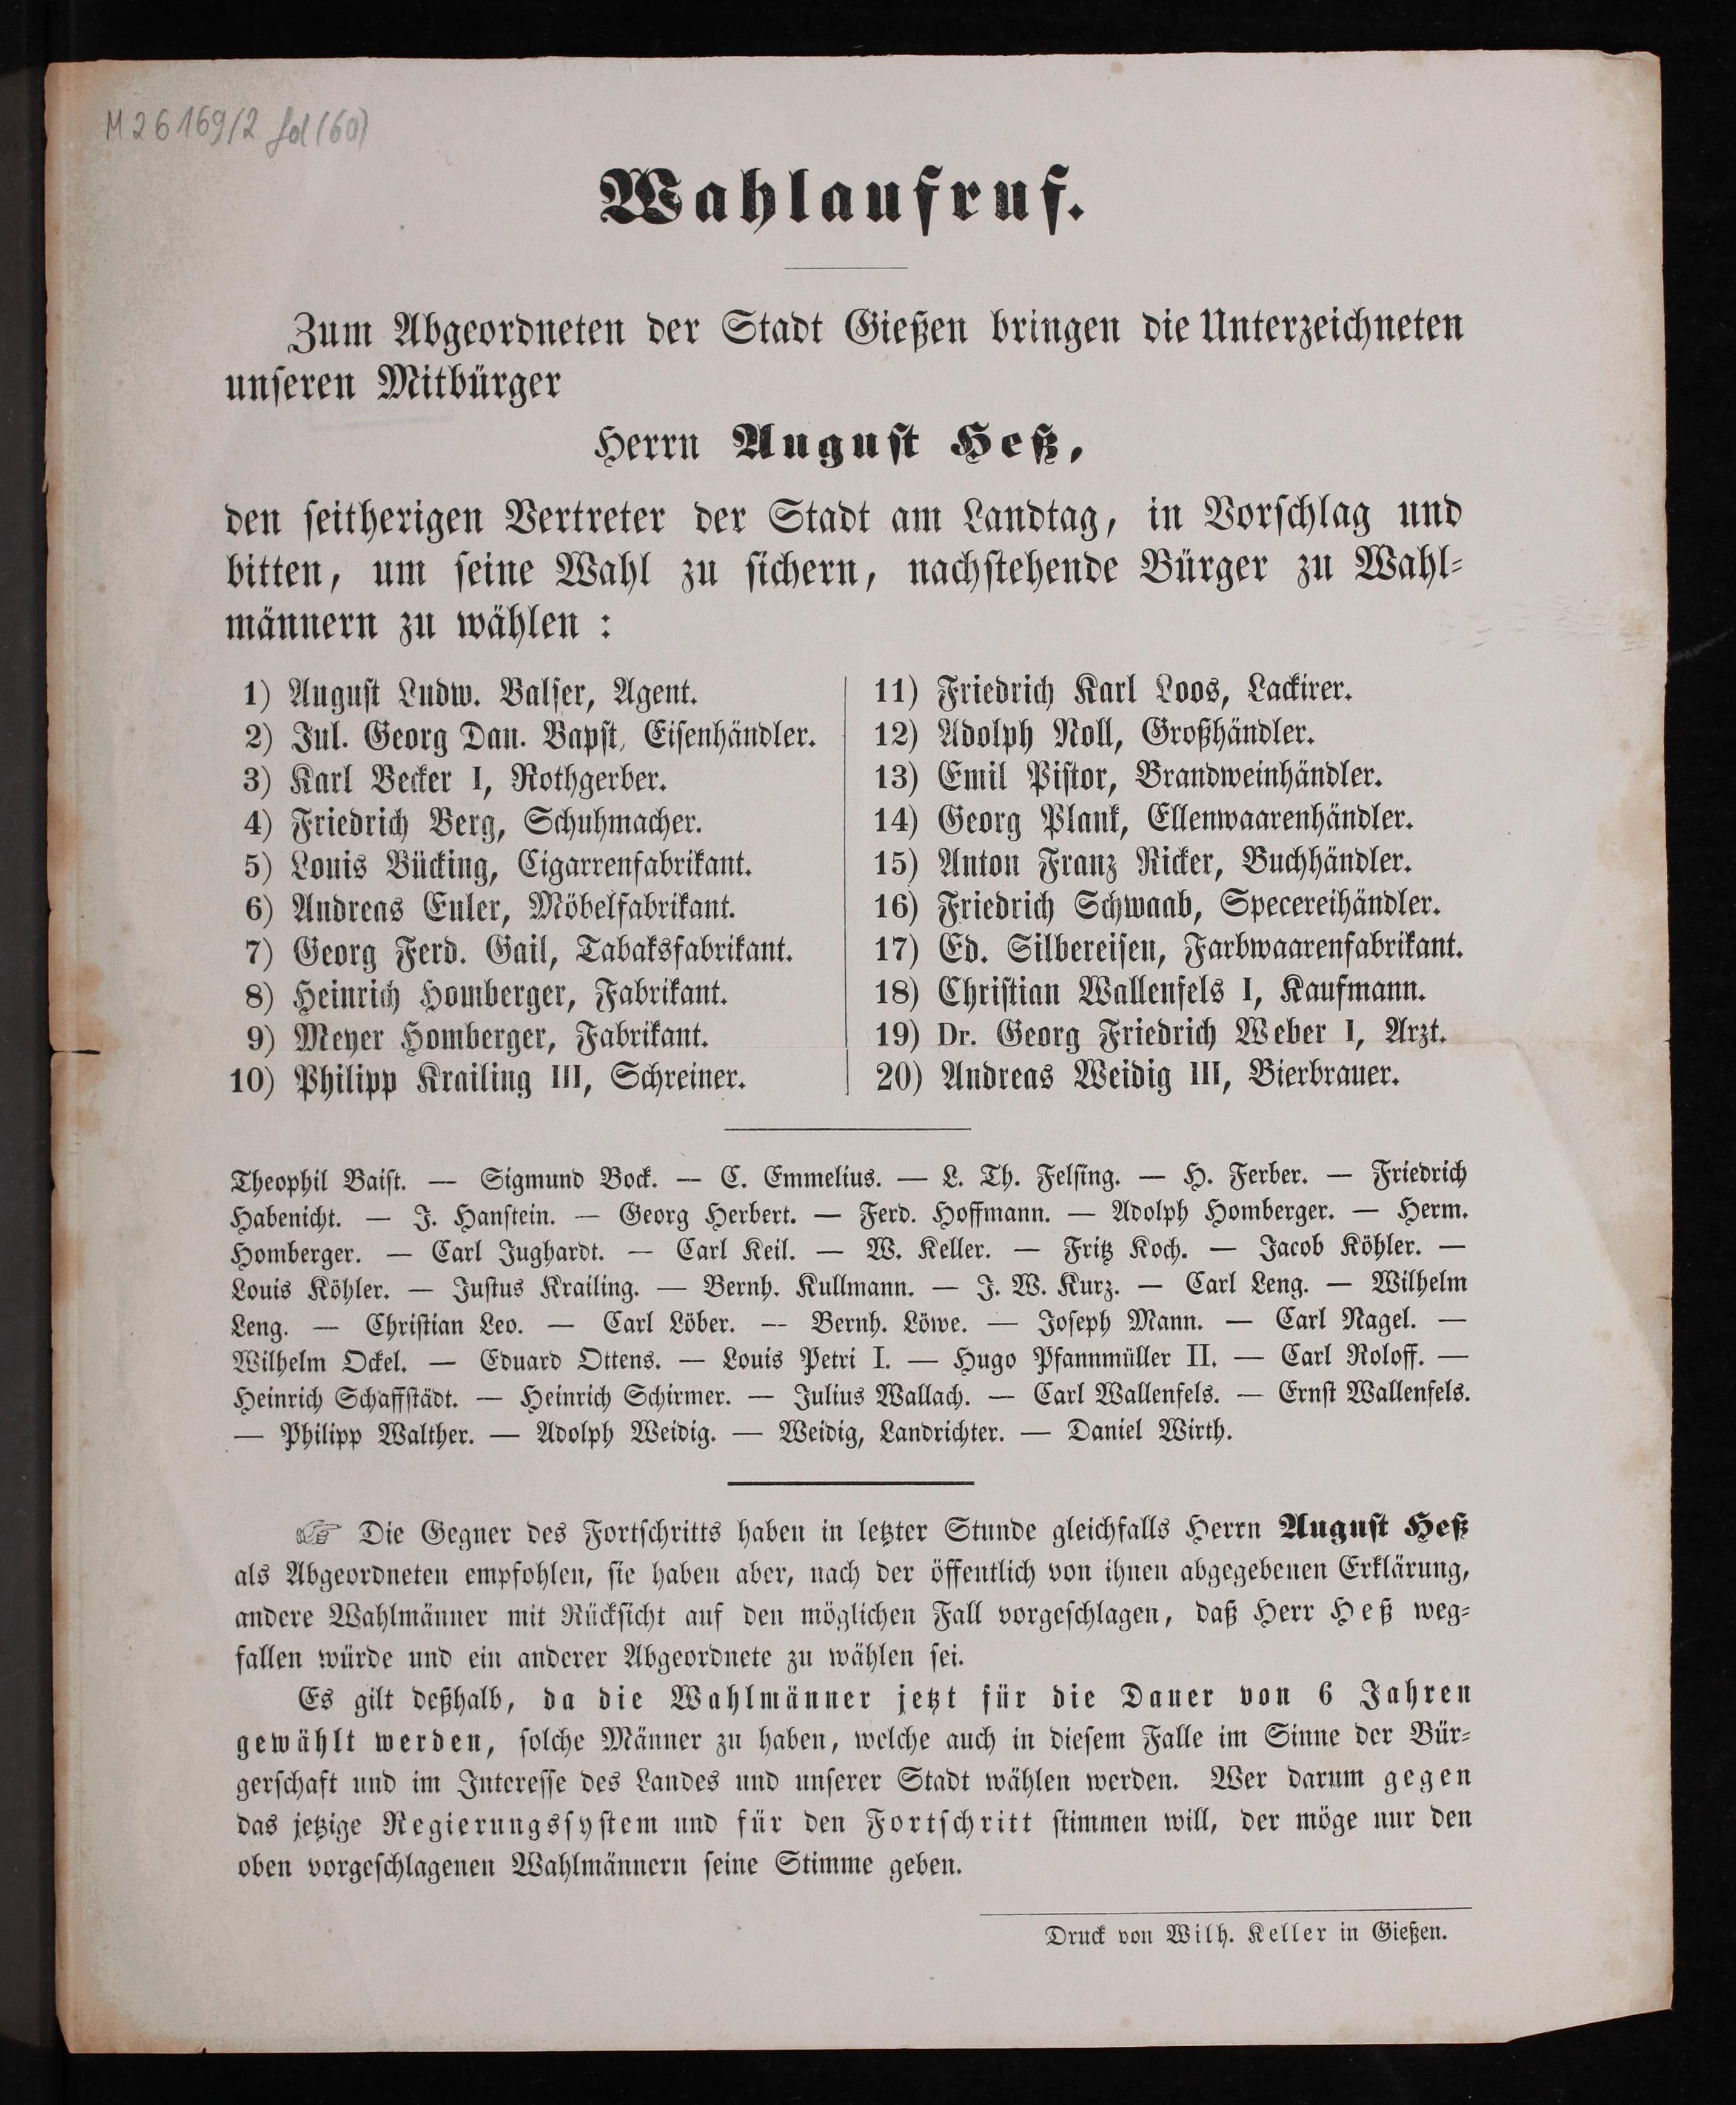 M 26169/2 fol (60)
Wahlaufruf.
Zum Abgeordneten der Stadt Gießen bringen die Unterzeichneten
unseren Mitbürger
Herrn August Heß,
den seitherigen Vertreter der Stadt am Landtag, in Vorschlag und
bitten, um seine Wahl zu sichern, nachstehende Bürger zu Wahl-
männern zu wählen :
1) August Ludw. Balser, Agent.
2) Jul. Georg Dan. Bapst, Eisenhändler.
3) Karl Becker I, Rothgerber.
4) Friedrich Berg, Schuhmacher.
5) Louis Bücking, Cigarrenfabrikant.
6) Andreas Euler, Möbelfabrikant.
7) Georg Ferd. Gail, Tabaksfabrikant.
8) Heinrich Homberger, Fabrikant.
9) Meyer Homberger, Fabrikant.
10) Philipp Krailing III, Schreiner.
11) Friedrich Karl Loos, Lackirer.
12) Adolph Noll, Großhändler.
13) Emil Pistor, Brandweinhändler.
14) Georg Plank, Ellenwaarenhändler.
15) Anton Franz Ricker, Buchhändler.
16) Friedrich Schwaab, Specereihändler.
17) Ed. Silbereisen, Farbwaarenfabrikant.
18) Christian Wallenfels I, Kaufmann.
19) Dr. Georg Friedrich Weber I, Arzt.
20) Andreas Weidig III, Bierbrauer.
Theophil Baist. — Sigmund Bock. — C. Emmelius. — L. Th. Felsing. — H. Ferber. — Friedrich
Habenicht. — J. Hanstein. — Georg Herbert. — Ferd. Hoffmann. — Adolph Homberger. — Herm.
Homberger. — Carl Jughardt. — Carl Keil. — W. Keller. — Fritz Koch. — Jacob Köhler. —
Louis Köhler. — Justus Krailing. — Bernh. Kullmann. — J. W. Kurz. — Carl Leng. — Wilhelm
Leng. — Christian Leo. — Carl Löber. — Bernh. Löwe. — Joseph Mann. — Carl Nagel. —
Wilhelm Ockel. — Eduard Ottens. — Louis Petri I. — Hugo Pfannmüller II. — Carl Roloff. —
Heinrich Schaffstädt. — Heinrich Schirmer. — Julius Wallach. — Carl Wallenfels. — Ernst Wallenfels.
— Philipp Walther. — Adolph Weidig. — Weidig, Landrichter. — Daniel Wirth.
☞ Die Gegner des Fortschritts haben in letzter Stunde gleichfalls Herrn August Heß
als Abgeordneten empfohlen, sie haben aber, nach der öffentlich von ihnen abgegebenen Erklärung,
andere Wahlmänner mit Rücksicht auf den möglichen Fall vorgeschlagen, daß Herr Heß weg-
fallen würde und ein anderer Abgeordnete zu wählen sei.
Es gilt deßhalb, da die Wahlmänner jetzt für die Dauer von 6 Jahren
gewählt werden, solche Männer zu haben, welche auch in diesem Falle im Sinne der Bür-
gerschaft und im Interesse des Landes und unserer Stadt wählen werden. Wer darum gegen
das jetzige Regierungssystem und für den Fortschritt stimmen will, der möge nur den
oben vorgeschlagenen Wahlmännern seine Stimme geben.
Druck von Wilh. Keller in Gießen.